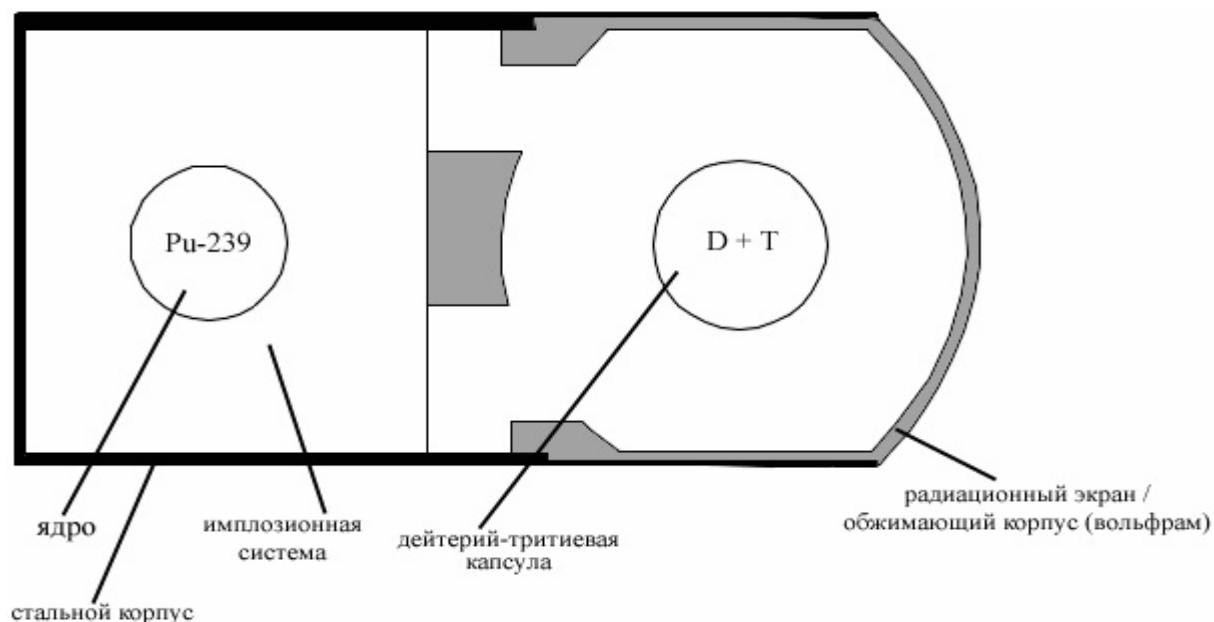 Pu-239
D + T
ядро
имплозионная
система
дейтерий-тритиевая
капсула
радиационный экран /
обжимающий корпус (вольфрам)
стальной корпус